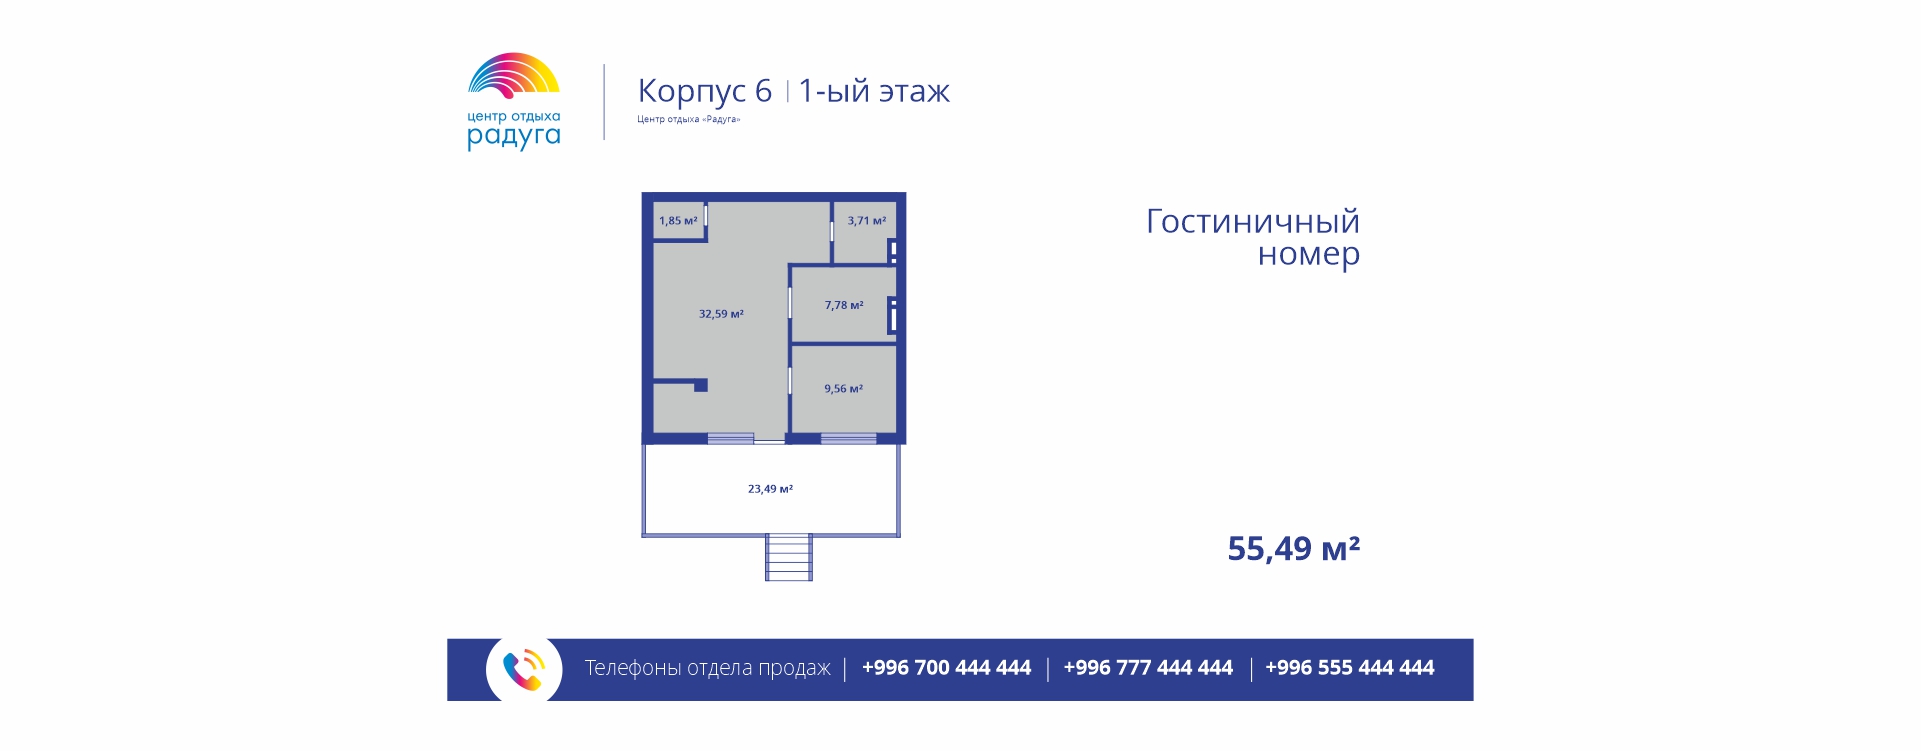 центр отдыха
радуга
Корпус 6 | 1-ый этаж
Центр отдыха «Радуга»
1,85 м²
3,71 м²
7,78 м²
32,59 м²
9,56 м²
23,49 м²
Гостиничный
номер
55,49 м²
Телефоны отдела продаж | +996 700 444 444 | +996 777 444 444 | +996 555 444 444